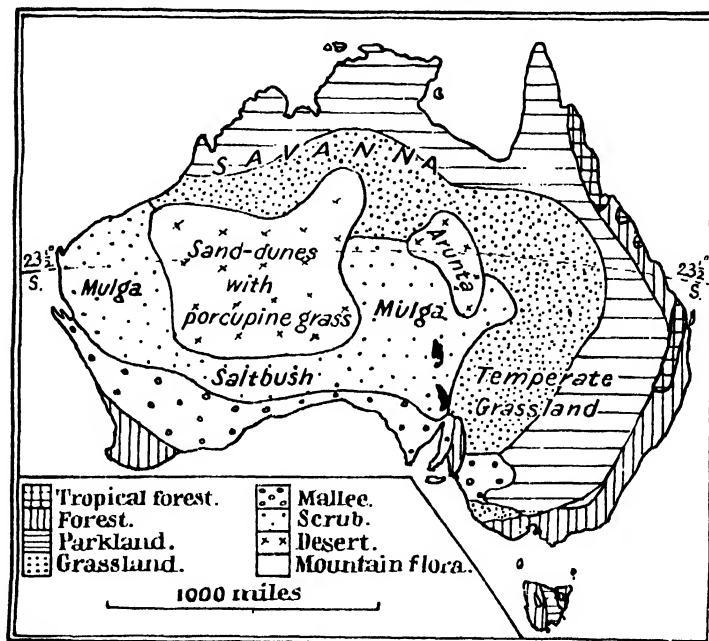 SAVANNA
Arunta
23½°
S.
23½°
S.
Sand-dunes
with
porcupine grass
Mulga
Mulga
Saltbush
Temperate
Grassland
Tropical forest.
Forest.
Parkland.
Grassland.
Mallee.
Scrub.
Desert.
Mountain flora.
1000 miles